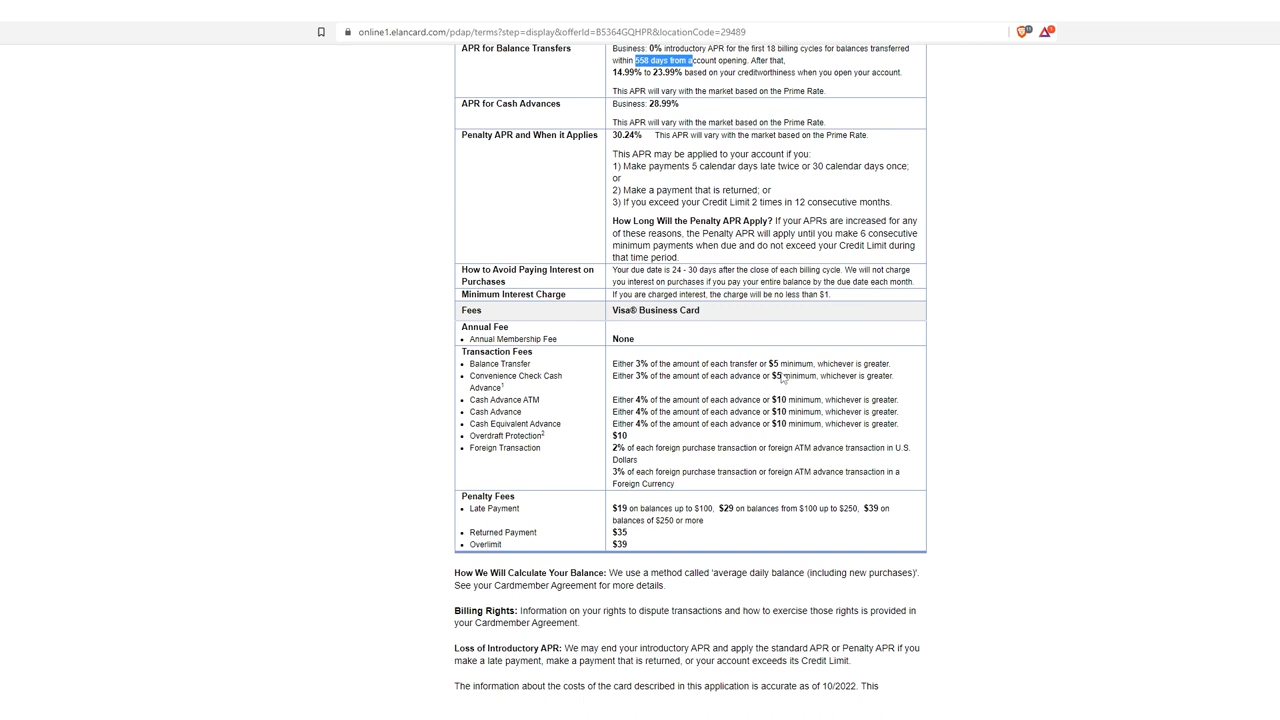 online1.elancard.com/pdap/terms?step=display&offerId=B5364GQHPR&locationCode=29489
APR for Balance Transfers
Business: 0% introductory APR for the first 18 billing cycles for balances transferred
within 558 days from account opening. After that,
14.99% to 23.99% based on your creditworthiness when you open your account.
This APR will vary with the market based on the Prime Rate.
APR for Cash Advances
Business: 28.99%
This APR will vary with the market based on the Prime Rate.
Penalty APR and When it Applies
30.24% This APR will vary with the market based on the Prime Rate.
This APR may be applied to your account if you:
1) Make payments 5 calendar days late twice or 30 calendar days once;
or
2) Make a payment that is returned; or
3) If you exceed your Credit Limit 2 times in 12 consecutive months.
How Long Will the Penalty APR Apply? If your APRs are increased for any
of these reasons, the Penalty APR will apply until you make 6 consecutive
minimum payments when due and do not exceed your Credit Limit during
that time period.
How to Avoid Paying Interest on
Purchases
Your due date is 24 - 30 days after the close of each billing cycle. We will not charge
you interest on purchases if you pay your entire balance by the due date each month.
Minimum Interest Charge
If you are charged interest, the charge will be no less than $1.
Fees
Visa® Business Card
Annual Fee
• Annual Membership Fee
None
Transaction Fees
• Balance Transfer
Either 3% of the amount of each transfer or $5 minimum, whichever is greater.
• Convenience Check Cash
Advance1
Either 3% of the amount of each advance or $5 minimum, whichever is greater.
• Cash Advance ATM
Either 4% of the amount of each advance or $10 minimum, whichever is greater.
• Cash Advance
Either 4% of the amount of each advance or $10 minimum, whichever is greater.
• Cash Equivalent Advance
Either 4% of the amount of each advance or $10 minimum, whichever is greater.
• Overdraft Protection2
$10
• Foreign Transaction
2% of each foreign purchase transaction or foreign ATM advance transaction in U.S.
Dollars
3% of each foreign purchase transaction or foreign ATM advance transaction in a
Foreign Currency
Penalty Fees
• Late Payment
$19 on balances up to $100, $29 on balances from $100 up to $250, $39 on
balances of $250 or more
• Returned Payment
$35
• Overlimit
$39
How We Will Calculate Your Balance: We use a method called 'average daily balance (including new purchases)'.
See your Cardmember Agreement for more details.
Billing Rights: Information on your rights to dispute transactions and how to exercise those rights is provided in
your Cardmember Agreement.
Loss of Introductory APR: We may end your introductory APR and apply the standard APR or Penalty APR if you
make a late payment, make a payment that is returned, or your account exceeds its Credit Limit.
The information about the costs of the card described in this application is accurate as of 10/2022. This